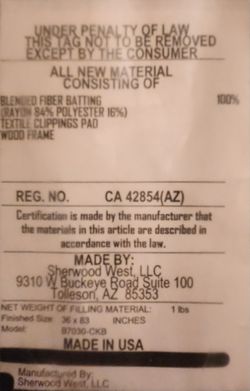 UNDER PENALTY OF LAW
THIS TAG NOT TO BE REMOVED
EXCEPT BY THE CONSUMER
ALL NEW MATERIAL
CONSISTING OF
BLENDED FIBER BATTING 100%
(RAYON 84% POLYESTER 16%)
TEXTILE CLIPPINGS PAD
WOOD FRAME
REG. NO. CA 42854(AZ)
Certification is made by the manufacturer that
the materials in this article are described in
accordance with the law.
MADE BY:
Sherwood West, LLC
9310 W Buckeye Road Suite 100
Tolleson, AZ 85353
NET WEIGHT OF FILLING MATERIAL: 1 lbs
Finished Size: 36 x 83 INCHES
Model: B7030-CKB
MADE IN USA
Manufactured By:
Sherwood West, LLC